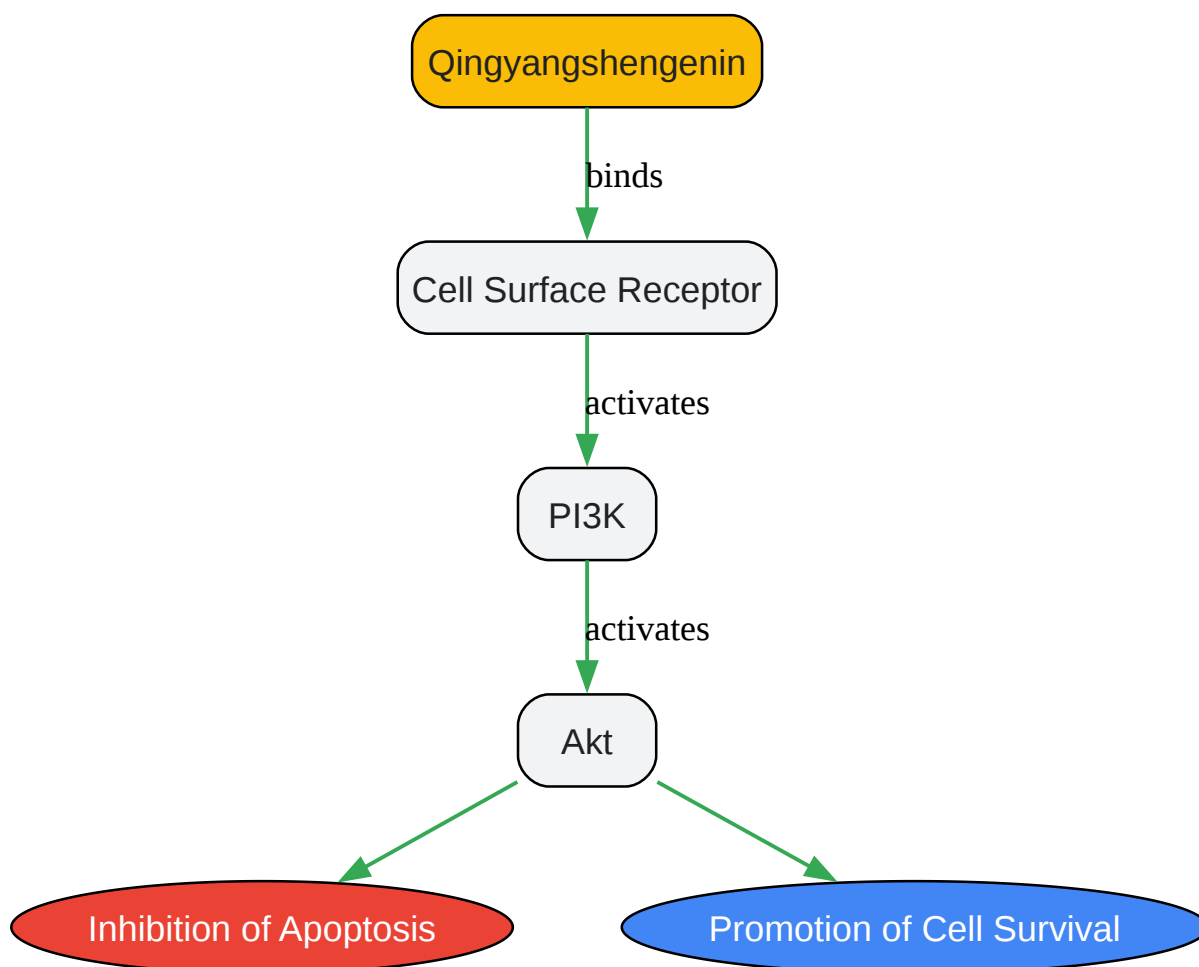 Qingyangshengenin
binds
Cell Surface Receptor
activates
PI3K
activates
Akt
Inhibition of Apoptosis
Promotion of Cell Survival